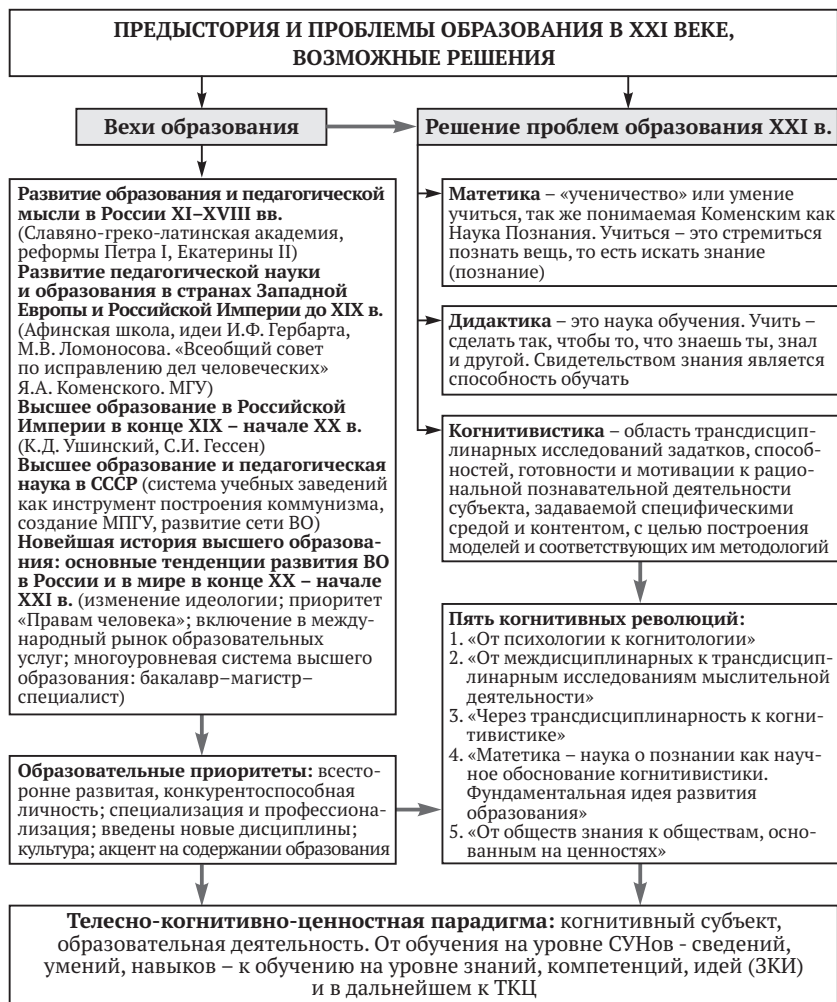 ПРЕДЫСТОРИЯ И ПРОБЛЕМЫ ОБРАЗОВАНИЯ В XXI ВЕКЕ,
ВОЗМОЖНЫЕ РЕШЕНИЯ
Вехи образования
Решение проблем образования XXI в.
Развитие образования и педагогической
мысли в России XI–XVIII вв.
(Славяно-греко-латинская академия,
реформы Петра I, Екатерины II)
Развитие педагогической науки
и образования в странах Западной
Европы и Российской Империи до XIX в.
(Афинская школа, идеи И.Ф. Гербарта,
М.В. Ломоносова. «Всеобщий совет
по исправлению дел человеческих»
Я.А. Коменского. МГУ)
Высшее образование в Российской
Империи в конце XIX – начале XX в.
(К.Д. Ушинский, С.И. Гессен)
Высшее образование и педагогическая
наука в СССР (система учебных заведений
как инструмент построения коммунизма,
создание МПГУ, развитие сети ВО)
Новейшая история высшего образова-
ния: основные тенденции развития ВО
в России и в мире в конце XX – начале
XXI в. (изменение идеологии; приоритет
«Правам человека»; включение в между-
народный рынок образовательных
услуг; многоуровневая система высшего
образования: бакалавр–магистр–
специалист)
Образовательные приоритеты: всесто-
ронне развитая, конкурентоспособная
личность; специализация и профессиона-
лизация; введены новые дисциплины;
культура; акцент на содержании образования
Матетика – «ученичество» или умение
учиться, так же понимаемая Коменским как
Наука Познания. Учиться – это стремиться
познать вещь, то есть искать знание
(познание)
Дидактика – это наука обучения. Учить –
сделать так, чтобы то, что знаешь ты, знал
и другой. Свидетельством знания является
способность обучать
Когнитивистика – область трансдисцип-
линарных исследований задатков, способ-
ностей, готовности и мотивации к рацио-
нальной познавательной деятельности
субъекта, задаваемой специфическими
средой и контентом, с целью построения
моделей и соответствующих им методологий
Пять когнитивных революций:
1. «От психологии к когнитологии»
2. «От междисциплинарных к трансдисцип-
линарным исследованиям мыслительной
деятельности»
3. «Через трансдисциплинарность к когни-
тивистике»
4. «Матетика – наука о познании как науч-
ное обоснование когнитивистики.
Фундаментальная идея развития
образования»
5. «От обществ знания к обществам, осно-
ванным на ценностях»
Телесно-когнитивно-ценностная парадигма: когнитивный субъект,
образовательная деятельность. От обучения на уровне СУНов - сведений,
умений, навыков – к обучению на уровне знаний, компетенций, идей (ЗКИ)
и в дальнейшем к ТКЦ